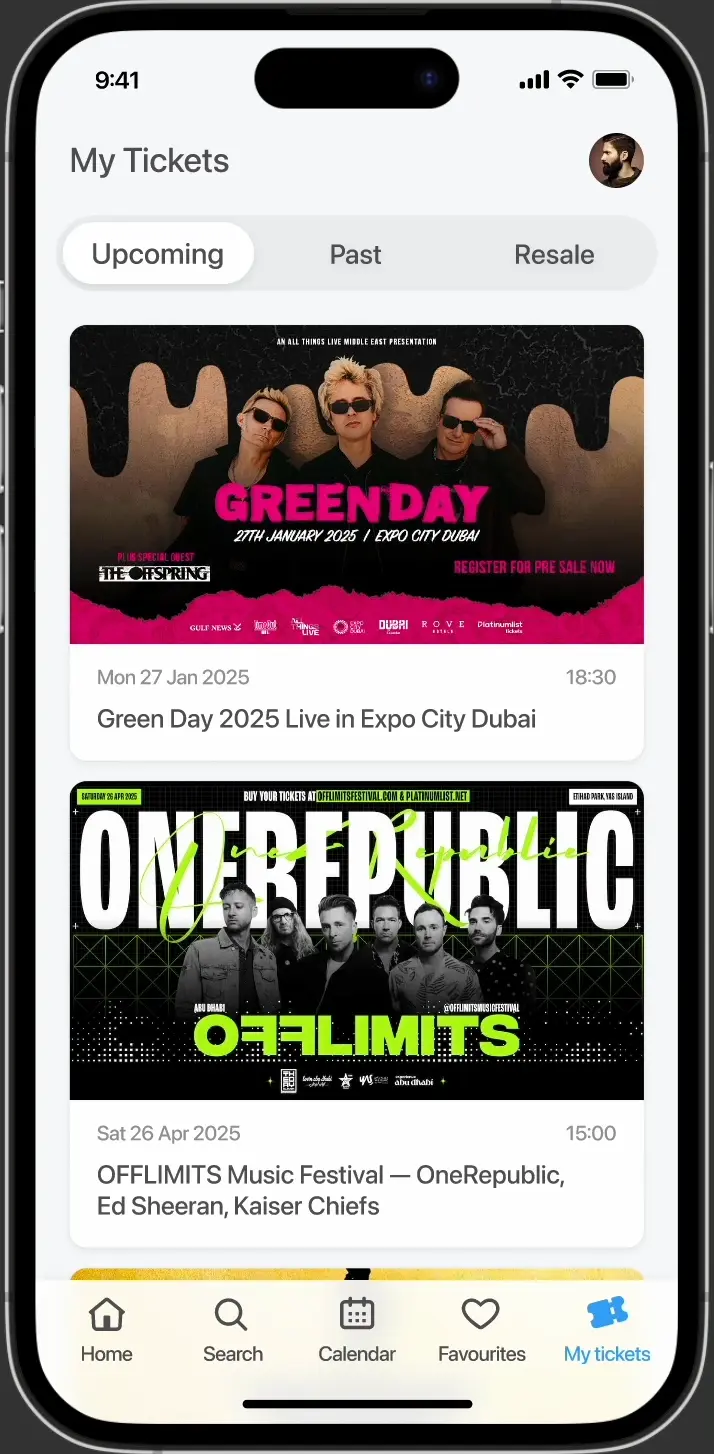 9:41
My Tickets
Upcoming Past Resale
AN ALL THINGS LIVE MIDDLE EAST PRESENTATION
GREEN DAY
27TH JANUARY 2025 | EXPO CITY DUBAI
PLUS SPECIAL GUEST
THE OFFSPRING
REGISTER FOR PRE SALE NOW
GULF NEWS ALL THINGS LIVE EXPO CITY DUBAI DUBAI ROVE HOTELS Platinumlist tickets
Mon 27 Jan 2025 18:30
Green Day 2025 Live in Expo City Dubai
SATURDAY 26 APR 2025 BUY YOUR TICKETS AT OFFLIMITSFESTIVAL.COM & PLATINUMLIST.NET ETIHAD PARK, YAS ISLAND
ONEREPUBLIC
OneRepublic
ABU DHABI @OFFLIMITSMUSICFESTIVAL
OFFLIMITS
THEORY yas experience abu dhabi
Sat 26 Apr 2025 15:00
OFFLIMITS Music Festival — OneRepublic,
Ed Sheeran, Kaiser Chiefs
Home Search Calendar Favourites My tickets